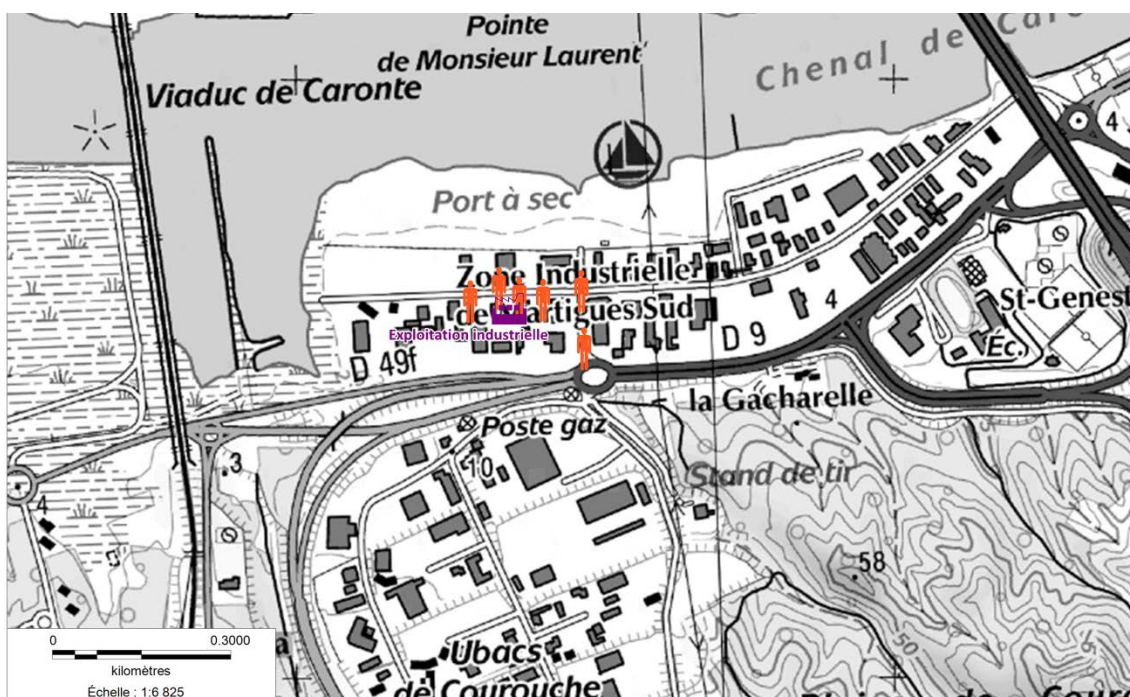 Pointe
de Monsieur Laurent
Chenal de Caro
Viaduc de Caronte
Port à sec
4
Zone Industrielle
de Martigues Sud
4
St-Genest
Exploitation industrielle
D 9
Éc.
D 49f
la Gacharelle
Poste gaz
3
10
Stand de tir
4
58
50
Ubacs
de Courouche
0
0.3000
kilomètres
Échelle : 1:6 825